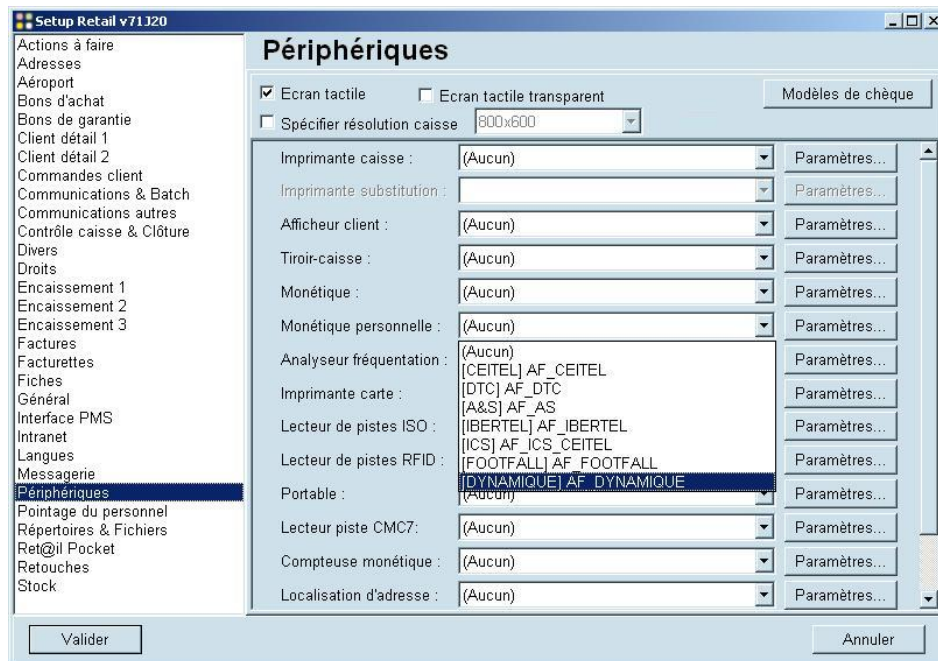 Setup Retail v71J20
Actions à faire
Adresses
Aéroport
Bons d'achat
Bons de garantie
Client détail 1
Client détail 2
Commandes client
Communications & Batch
Communications autres
Contrôle caisse & Clôture
Divers
Droits
Encaissement 1
Encaissement 2
Encaissement 3
Factures
Facturettes
Fiches
Général
Interface PMS
Intranet
Langues
Messagerie
Périphériques
Pointage du personnel
Répertoires & Fichiers
Ret@il Pocket
Retouches
Stock
Périphériques
Ecran tactile Ecran tactile transparent Modèles de chèque
Spécifier résolution caisse 800x600
Imprimante caisse : (Aucun) Paramètres...
Imprimante substitution : Paramètres...
Afficheur client : (Aucun) Paramètres...
Tiroir-caisse : (Aucun) Paramètres...
Monétique : (Aucun) Paramètres...
Monétique personnelle : (Aucun) Paramètres...
Analyseur fréquentation : Paramètres...
Imprimante carte : Paramètres...
Lecteur de pistes ISO : Paramètres...
Lecteur de pistes RFID : Paramètres...
(Aucun)
[CEITEL] AF_CEITEL
[DTC] AF_DTC
[A&S] AF_AS
[IBERTEL] AF_IBERTEL
[ICS] AF_ICS_CEITEL
[FOOTFALL] AF_FOOTFALL
[DYNAMIQUE] AF_DYNAMIQUE
Portable : (Aucun) Paramètres...
Lecteur piste CMC7: (Aucun) Paramètres...
Compteuse monétique : (Aucun) Paramètres...
Localisation d'adresse : (Aucun) Paramètres...
Valider Annuler